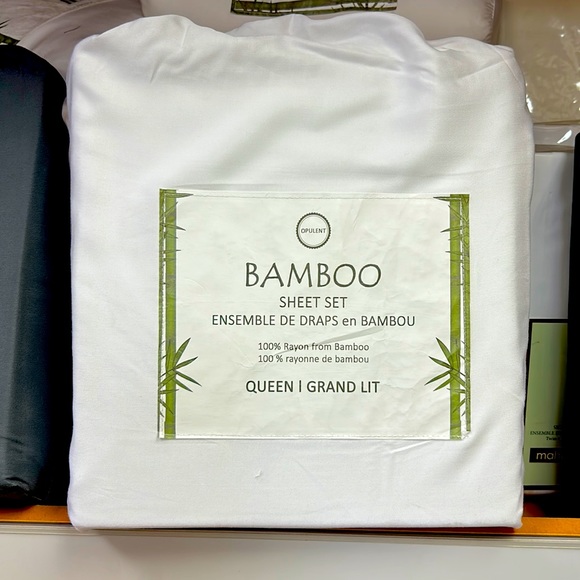 OPULENT
BAMBOO
SHEET SET
ENSEMBLE DE DRAPS en BAMBOU
100% Rayon from Bamboo
100 % rayonne de bambou
QUEEN | GRAND LIT